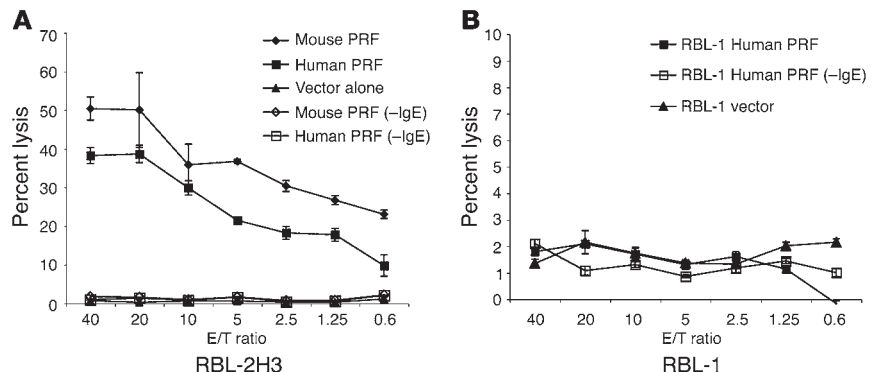 A
Percent lysis
70
60
50
40
30
20
10
0
Mouse PRF
Human PRF
Vector alone
Mouse PRF (–IgE)
Human PRF (–IgE)
40 20 10 5 2.5 1.25 0.6
E/T ratio
RBL-2H3
B
Percent lysis
10
9
8
7
6
5
4
3
2
1
0
RBL-1 Human PRF
RBL-1 Human PRF (–IgE)
RBL-1 vector
40 20 10 5 2.5 1.25 0.6
E/T ratio
RBL-1